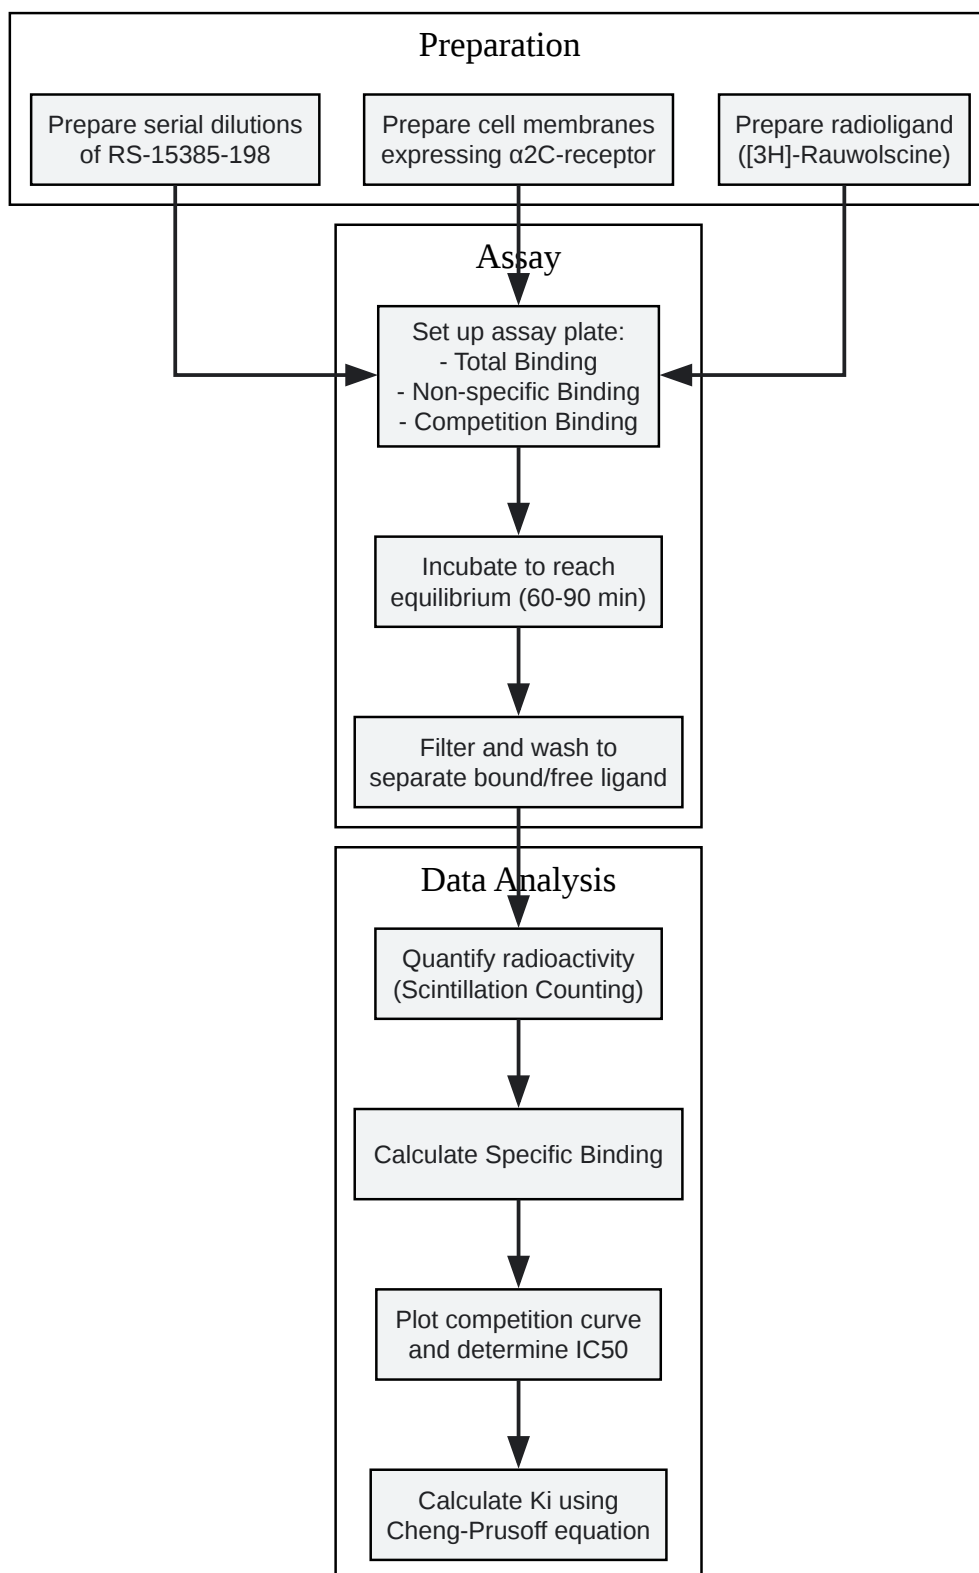 Preparation
Prepare serial dilutions
of RS-15385-198
Prepare cell membranes
expressing α2C-receptor
Prepare radioligand
([3H]-Rauwolscine)
Assay
Set up assay plate:
- Total Binding
- Non-specific Binding
- Competition Binding
Incubate to reach
equilibrium (60-90 min)
Filter and wash to
separate bound/free ligand
Data Analysis
Quantify radioactivity
(Scintillation Counting)
Calculate Specific Binding
Plot competition curve
and determine IC50
Calculate Ki using
Cheng-Prusoff equation